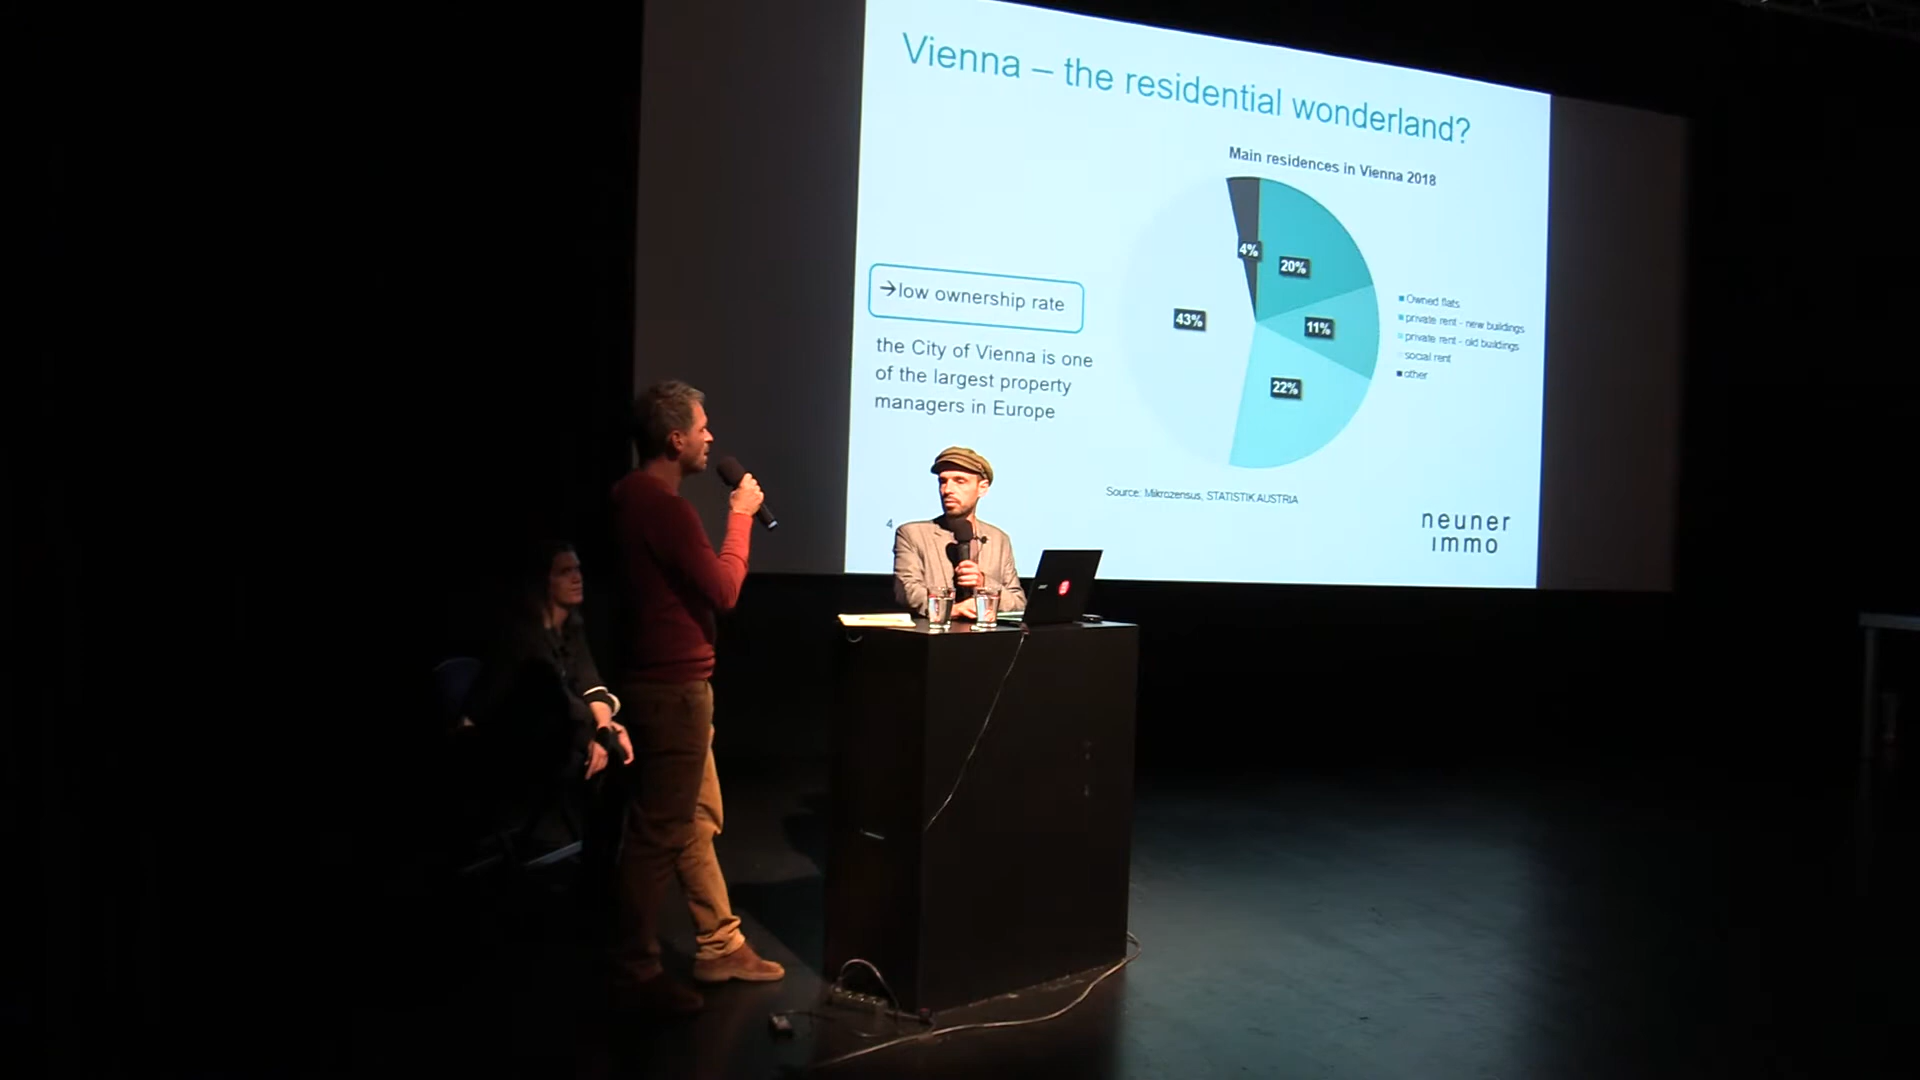 Vienna – the residential wonderland?
Main residences in Vienna 2018
4%
20%
→low ownership rate
Owned flats
43%
11%
private rent - new buildings
private rent - old buildings
the City of Vienna is one
social rent
of the largest property
other
22%
managers in Europe
Source: Mikrozensus, STATISTIK AUSTRIA
4
neuner
immo